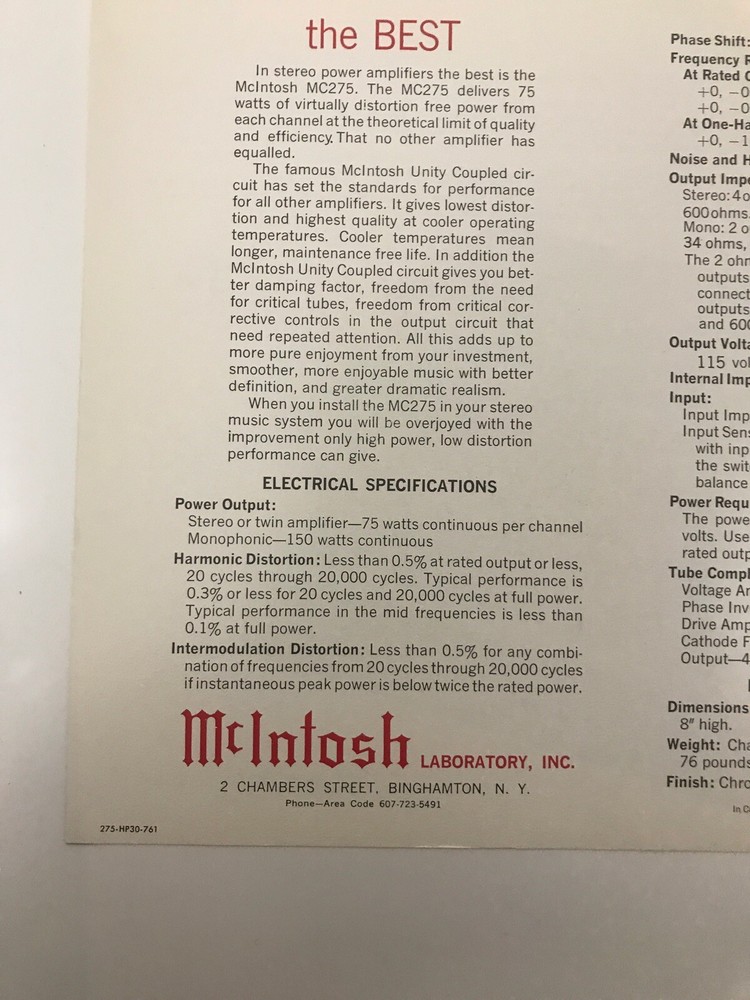 the BEST
In stereo power amplifiers the best is the
McIntosh MC275. The MC275 delivers 75
watts of virtually distortion free power from
each channel at the theoretical limit of quality
and efficiency. That no other amplifier has
equalled.
The famous McIntosh Unity Coupled cir-
cuit has set the standards for performance
for all other amplifiers. It gives lowest distor-
tion and highest quality at cooler operating
temperatures. Cooler temperatures mean
longer, maintenance free life. In addition the
McIntosh Unity Coupled circuit gives you bet-
ter damping factor, freedom from the need
for critical tubes, freedom from critical cor-
rective controls in the output circuit that
need repeated attention. All this adds up to
more pure enjoyment from your investment,
smoother, more enjoyable music with better
definition, and greater dramatic realism.
When you install the MC275 in your stereo
music system you will be overjoyed with the
improvement only high power, low distortion
performance can give.
ELECTRICAL SPECIFICATIONS
Power Output:
Stereo or twin amplifier—75 watts continuous per channel
Monophonic—150 watts continuous
Harmonic Distortion: Less than 0.5% at rated output or less,
20 cycles through 20,000 cycles. Typical performance is
0.3% or less for 20 cycles and 20,000 cycles at full power.
Typical performance in the mid frequencies is less than
0.1% at full power.
Intermodulation Distortion: Less than 0.5% for any combi-
nation of frequencies from 20 cycles through 20,000 cycles
if instantaneous peak power is below twice the rated power.
McIntosh LABORATORY, INC.
2 CHAMBERS STREET, BINGHAMTON, N. Y.
Phone—Area Code 607-723-5491
275-HP30-761
Phase Shift:
Frequency R
At Rated O
+0, −0
+0, −0
At One-Ha
+0, −1
Noise and H
Output Impe
Stereo: 4 o
600 ohms.
Mono: 2 o
34 ohms,
The 2 ohm
outputs
connect
outputs
and 600
Output Volta
115 vol
Internal Imp
Input:
Input Imp
Input Sens
with inp
the swit
balance
Power Requ
The powe
volts. Use
rated outp
Tube Compl
Voltage Am
Phase Inv
Drive Amp
Cathode F
Output—4
Dimensions
8" high.
Weight: Cha
76 pounds
Finish: Chro